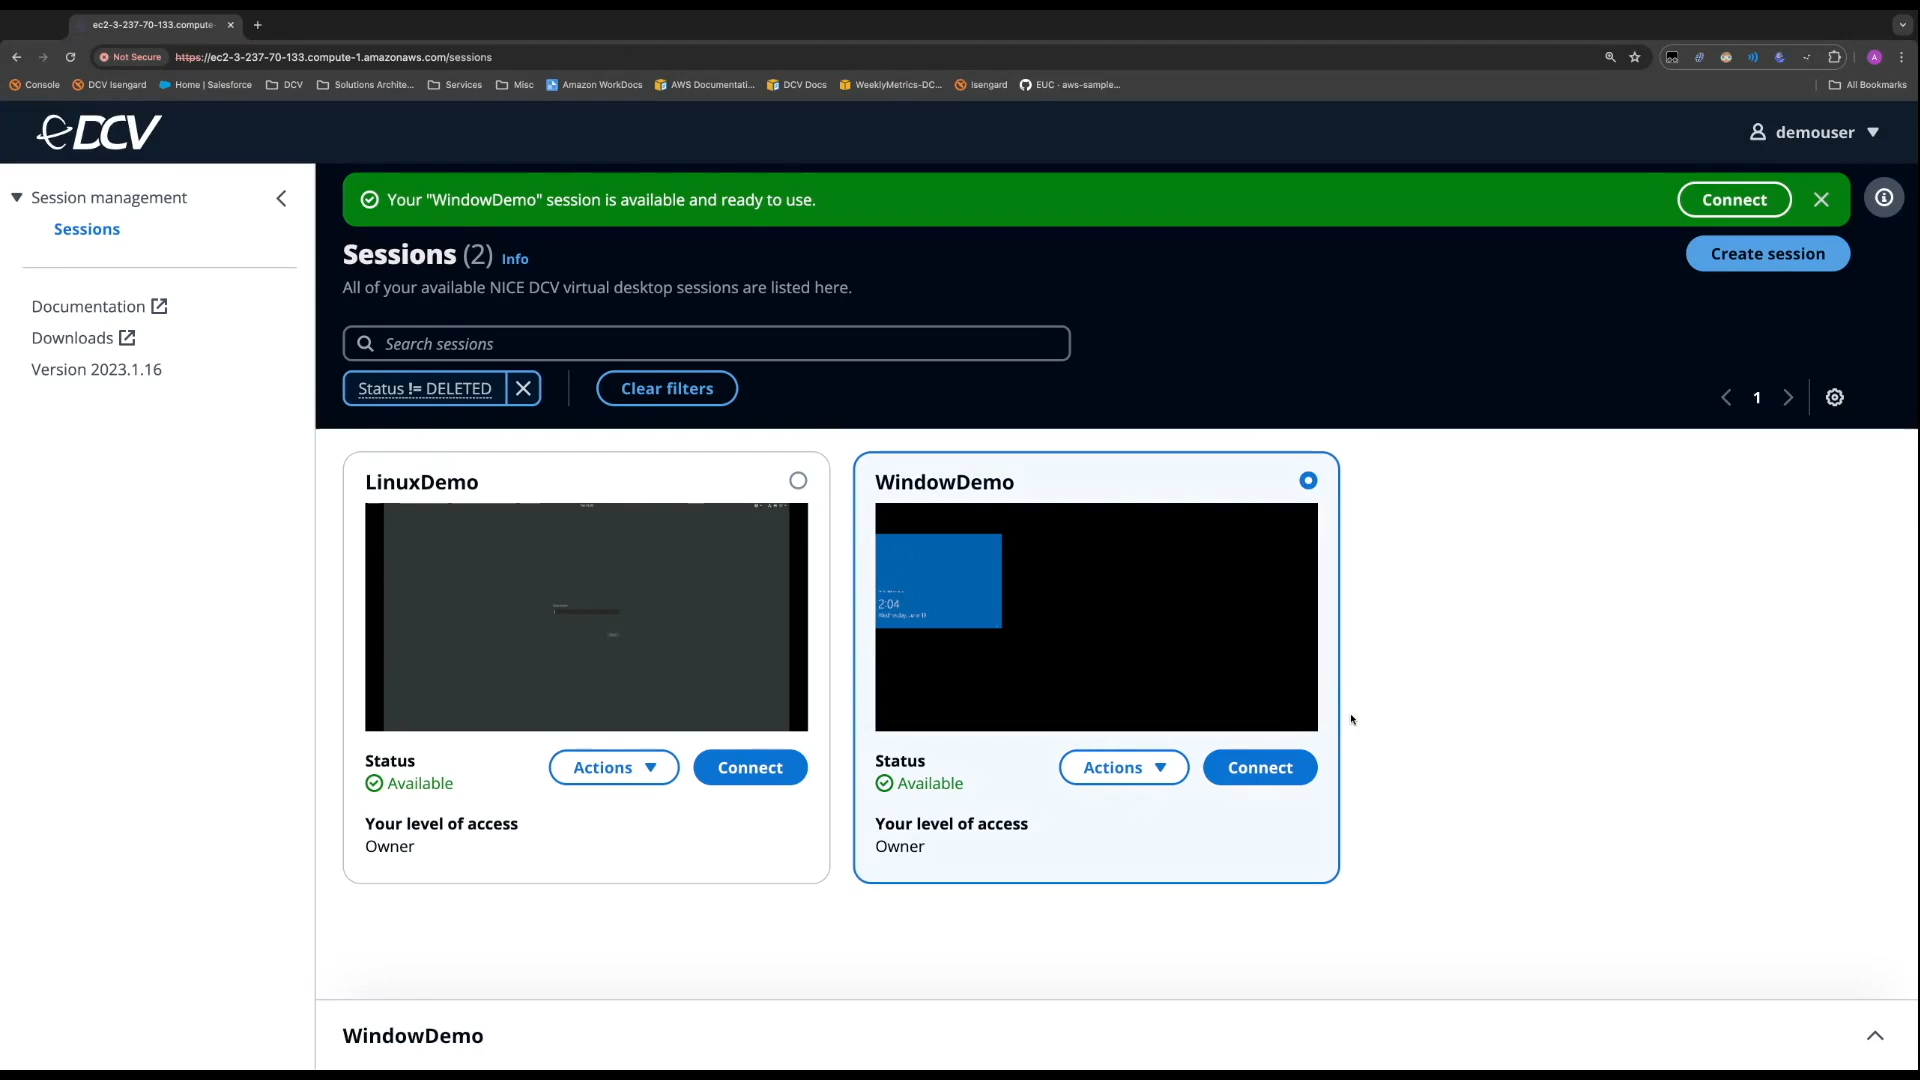 ec2-3-237-70-133.compute-
Not Secure https://ec2-3-237-70-133.compute-1.amazonaws.com/sessions
A
Console DCV Isengard Home | Salesforce DCV Solutions Archite... Services Misc Amazon WorkDocs AWS Documentati... DCV Docs WeeklyMetrics-DC... Isengard EUC · aws-sample... All Bookmarks
DCV
demouser
Session management
Sessions
Documentation
Downloads
Version 2023.1.16
Your "WindowDemo" session is available and ready to use.
Connect
Sessions (2) Info
Create session
All of your available NICE DCV virtual desktop sessions are listed here.
Search sessions
Status != DELETED
Clear filters
1
LinuxDemo
Status
Available
Actions
Connect
Your level of access
Owner
WindowDemo
2:04
Status
Available
Actions
Connect
Your level of access
Owner
WindowDemo